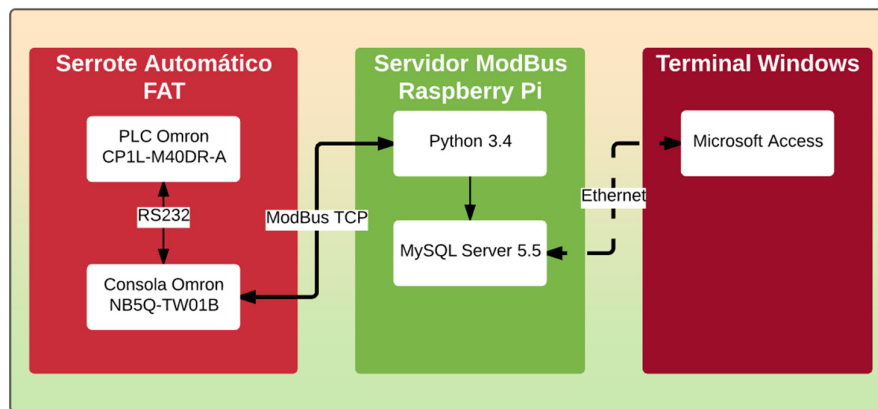 Serrote Automático
FAT
PLC Omron
CP1L-M40DR-A
RS232
Consola Omron
NB5Q-TW01B
ModBus TCP
Servidor ModBus
Raspberry Pi
Python 3.4
MySQL Server 5.5
Ethernet
Terminal Windows
Microsoft Access